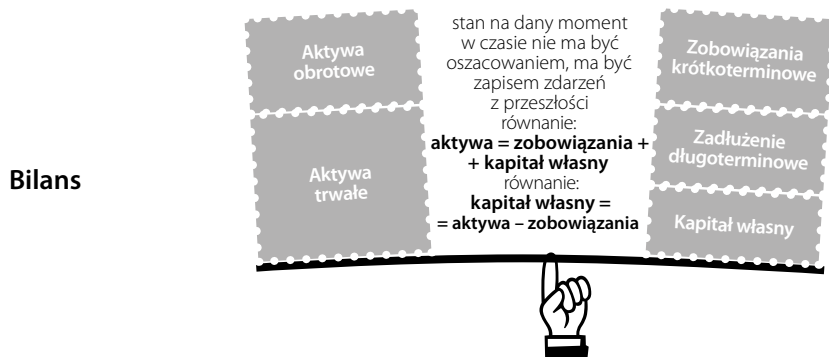 Bilans
Aktywa
obrotowe
Aktywa
trwałe
stan na dany moment
w czasie nie ma być
oszacowaniem, ma być
zapisem zdarzeń
z przeszłości
równanie:
aktywa = zobowiązania +
+ kapitał własny
równanie:
kapitał własny =
= aktywa – zobowiązania
Zobowiązania
krótkoterminowe
Zadłużenie
długoterminowe
Kapitał własny